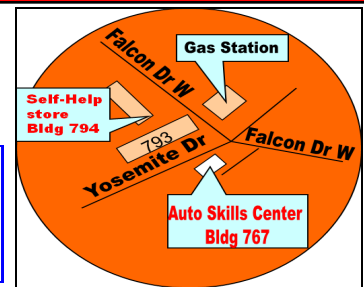 Falcon Dr W
Gas Station
Self-Help
store
Bldg 794
793
Yosemite Dr
Falcon Dr W
Auto Skills Center
Bldg 767